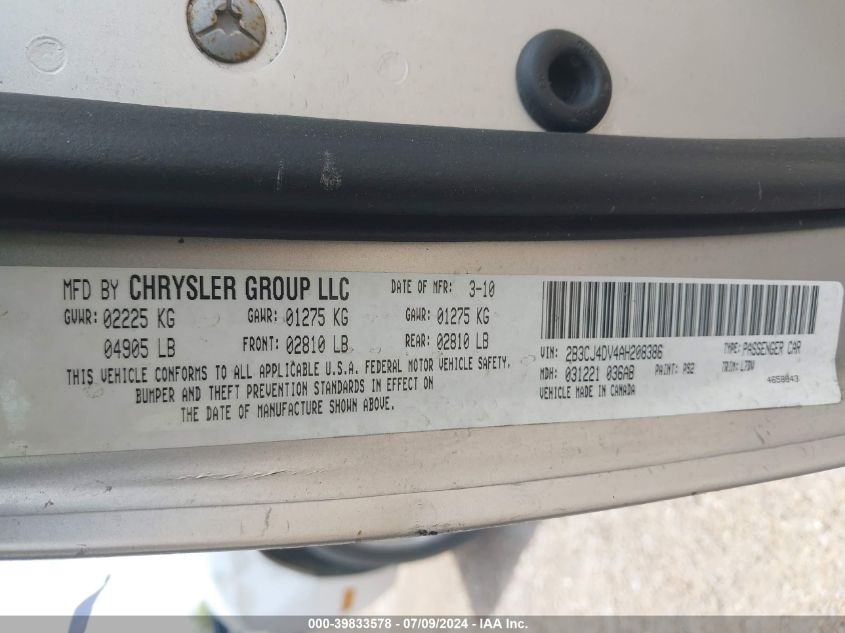 MFD BY CHRYSLER GROUP LLC DATE OF MFR: 3-10
GVWR: 02225 KG GAWR: 01275 KG GAWR: 01275 KG
04905 LB FRONT: 02810 LB REAR: 02810 LB
THIS VEHICLE CONFORMS TO ALL APPLICABLE U.S.A. FEDERAL MOTOR VEHICLE SAFETY,
BUMPER AND THEFT PREVENTION STANDARDS IN EFFECT ON
THE DATE OF MANUFACTURE SHOWN ABOVE.
VIN: 2B3CJ4DV4AH208386 TYPE: PASSENGER CAR
MDH: 031221 036AB PAINT: PS2 TRIM: L7DV
VEHICLE MADE IN CANADA 4658843
000-39833578 / 07/09/2024 - IAA Inc.